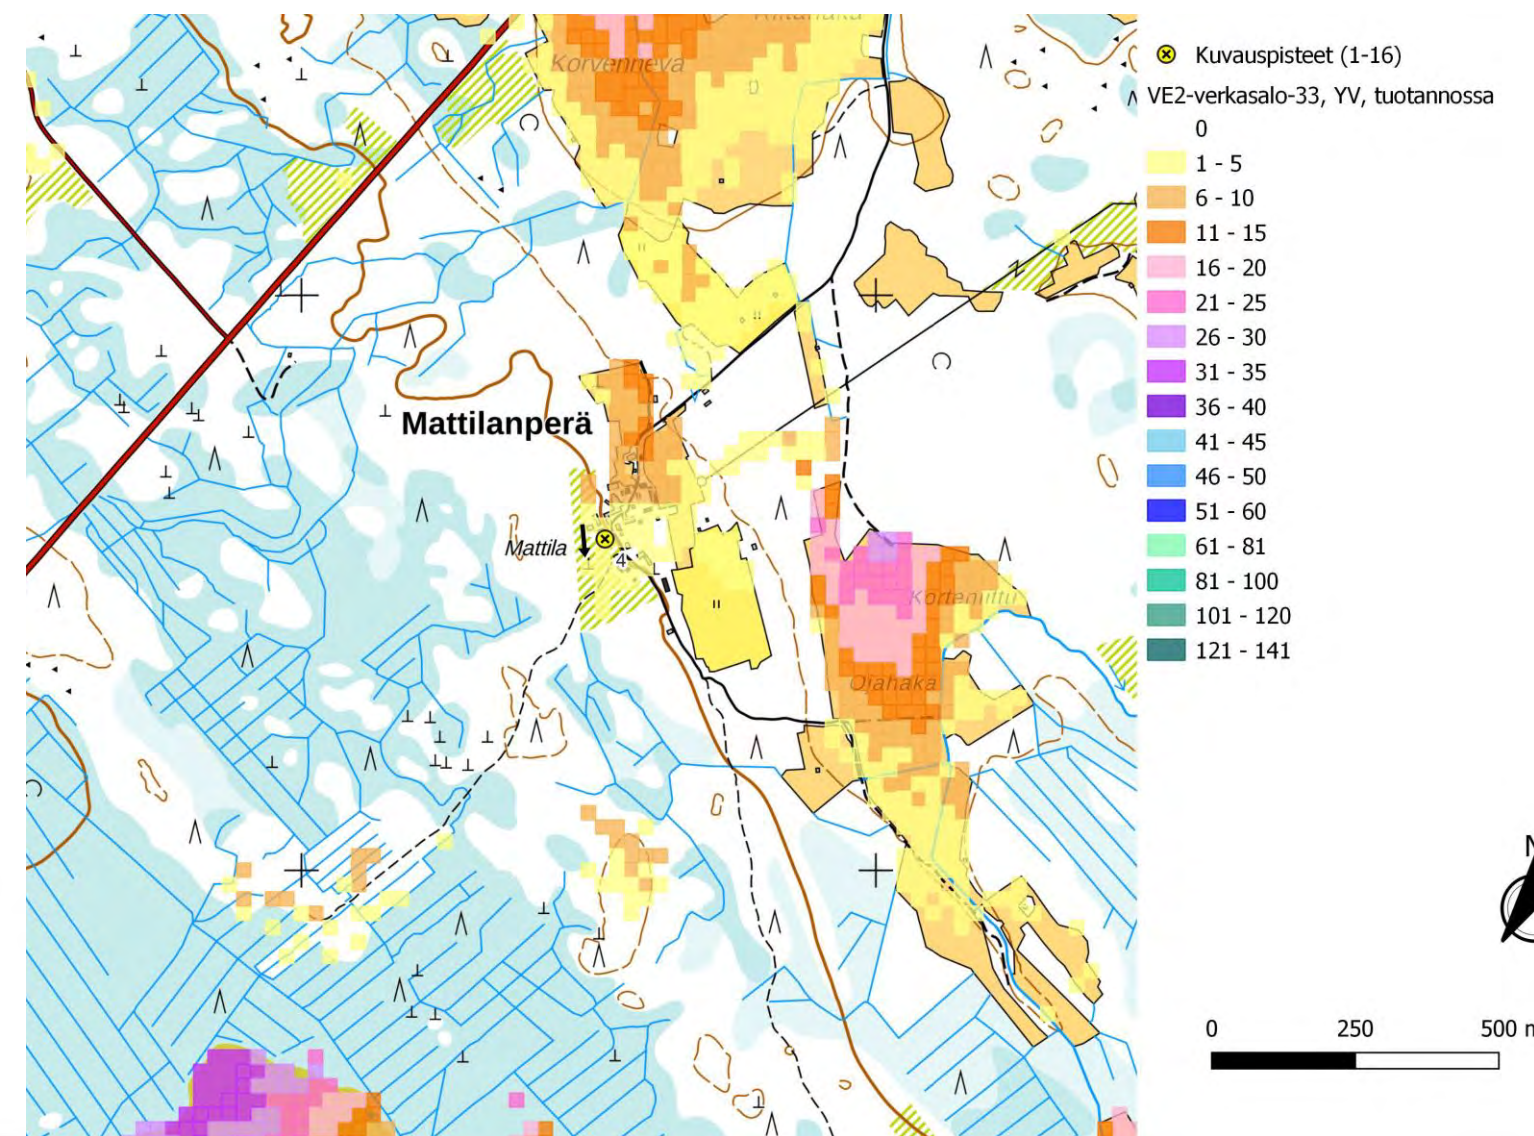 Riitahaka
Korvenneva
Mattilanperä
Mattila
4
Korteniittu
Ojahaka
Kuvauspisteet (1-16)
VE2-verkasalo-33, YV, tuotannossa
0
1 - 5
6 - 10
11 - 15
16 - 20
21 - 25
26 - 30
31 - 35
36 - 40
41 - 45
46 - 50
51 - 60
61 - 81
81 - 100
101 - 120
121 - 141
N
0 250 500 m